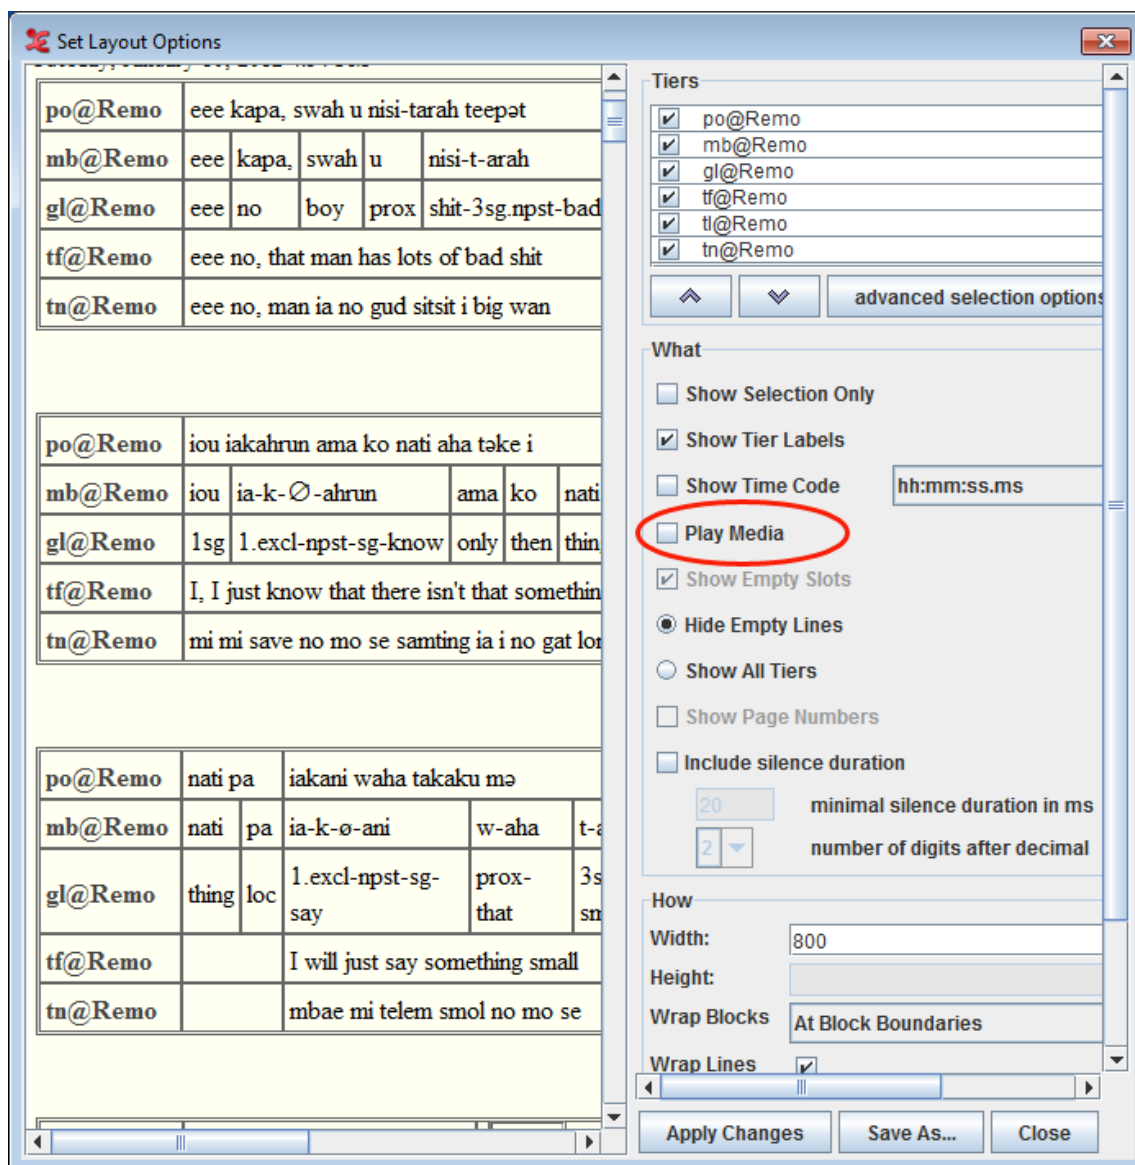 Set Layout Options
po@Remo eee kapa, swah u nisi-tarah teepət
mb@Remo eee kapa, swah u nisi-t-arah
gl@Remo eee no boy prox shit-3sg.npst-bad
tf@Remo eee no, that man has lots of bad shit
tn@Remo eee no, man ia no gud sitsit i big wan
po@Remo iou iakahrun ama ko nati aha təke i
mb@Remo iou ia-k-∅-ahrun ama ko nati
gl@Remo 1sg 1.excl-npst-sg-know only then
tf@Remo I, I just know that there isn't that
tn@Remo mi mi save no mo se samting ia i no gat
po@Remo nati pa iakani waha takaku mə
mb@Remo nati pa ia-k-ø-ani w-aha
gl@Remo thing loc 1.excl-npst-sg-say prox-that
tf@Remo I will just say something small
tn@Remo mbae mi telem smol no mo se
Tiers
po@Remo
mb@Remo
gl@Remo
tf@Remo
tl@Remo
tn@Remo
advanced selection options
What
Show Selection Only
Show Tier Labels
Show Time Code hh:mm:ss.ms
Play Media
Show Empty Slots
Hide Empty Lines
Show All Tiers
Show Page Numbers
Include silence duration
20 minimal silence duration in ms
2 number of digits after decimal
How
Width: 800
Height:
Wrap Blocks At Block Boundaries
Wrap Lines
Apply Changes Save As... Close